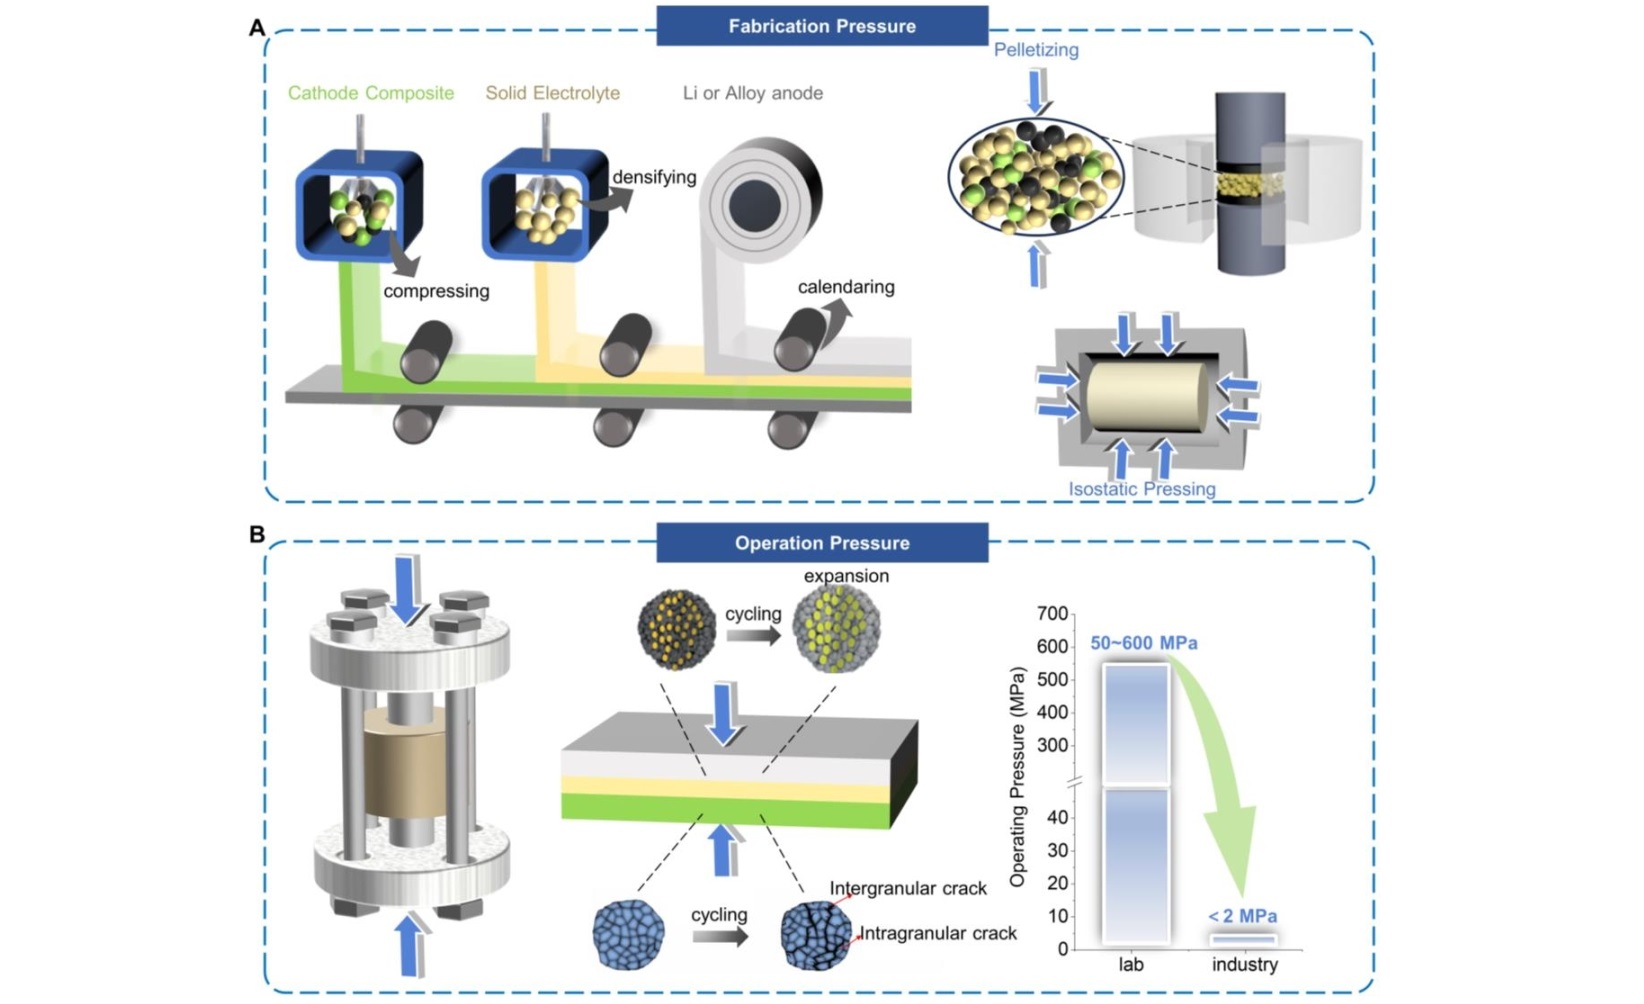 A
Fabrication Pressure
Pelletizing
Cathode Composite
Solid Electrolyte
Li or Alloy anode
densifying
compressing
calendaring
Isostatic Pressing
B
Operation Pressure
expansion
cycling
Intergranular crack
cycling
Intragranular crack
Operating Pressure (MPa)
700
600
500
400
300
40
30
20
10
0
50~600 MPa
< 2 MPa
lab
industry